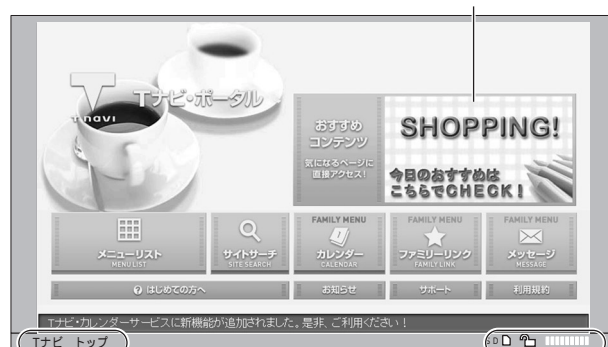 T navi
Tナビ・ポータル
おすすめ
コンテンツ
気になるページに
直接アクセス!
SHOPPING!
今日のおすすめは
こちらでCHECK!
メニューリスト
MENU LIST
サイトサーチ
SITE SEARCH
FAMILY MENU
カレンダー
CALENDAR
FAMILY MENU
ファミリーリンク
FAMILY LINK
FAMILY MENU
メッセージ
MESSAGE
? はじめての方へ
お知らせ
サポート
利用規約
Tナビ・カレンダーサービスに新機能が追加されました。是非、ご利用ください!
Tナビ トップ
SD